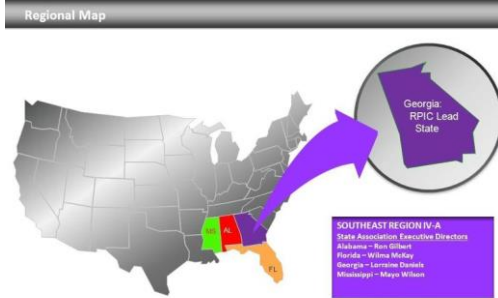 Regional Map
Georgia:
RPIC Lead
State
MS
AL
FL
SOUTHEAST REGION IV-A
State Association Executive Directors
Alabama – Ron Gilbert
Florida – Wilma McKay
Georgia – Lorraine Daniels
Mississippi – Mayo Wilson